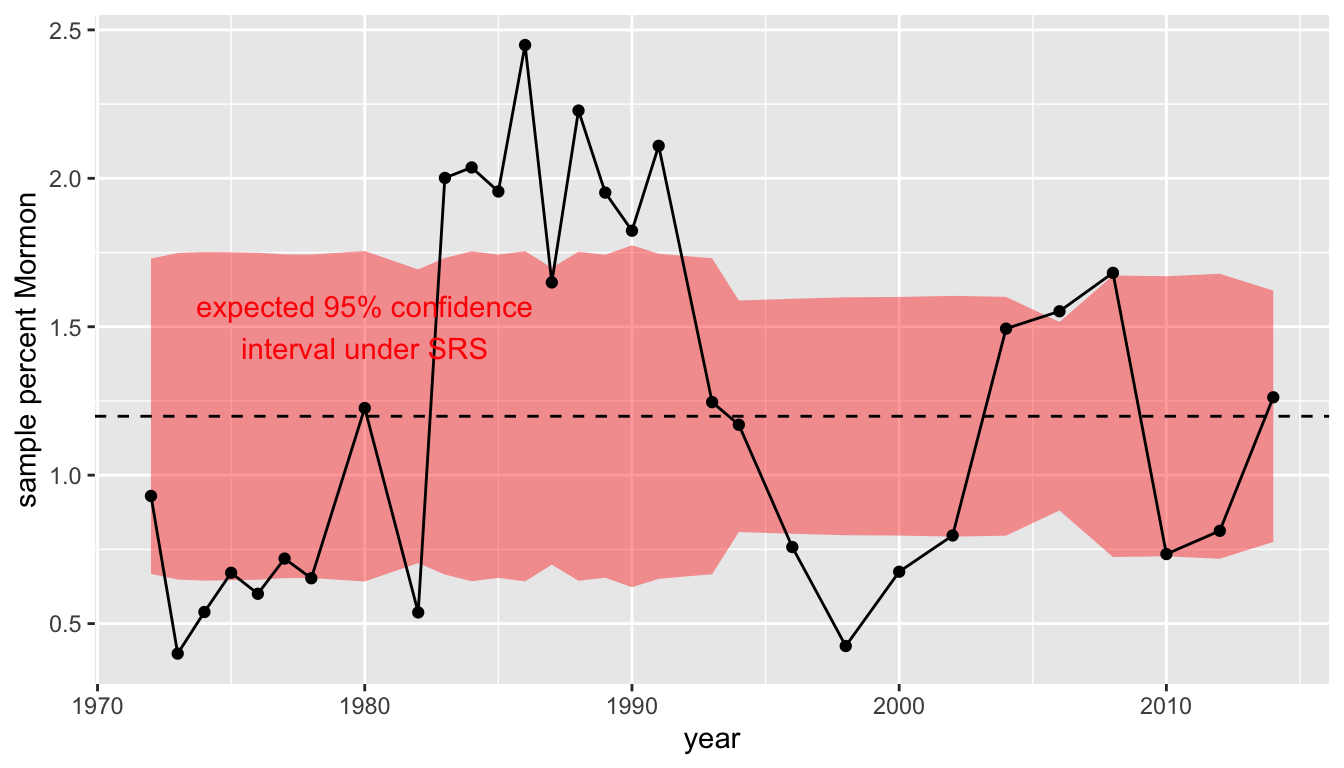 2.5
2.0
1.5
1.0
0.5
sample percent Mormon
expected 95% confidence
interval under SRS
1970 1980 1990 2000 2010
year